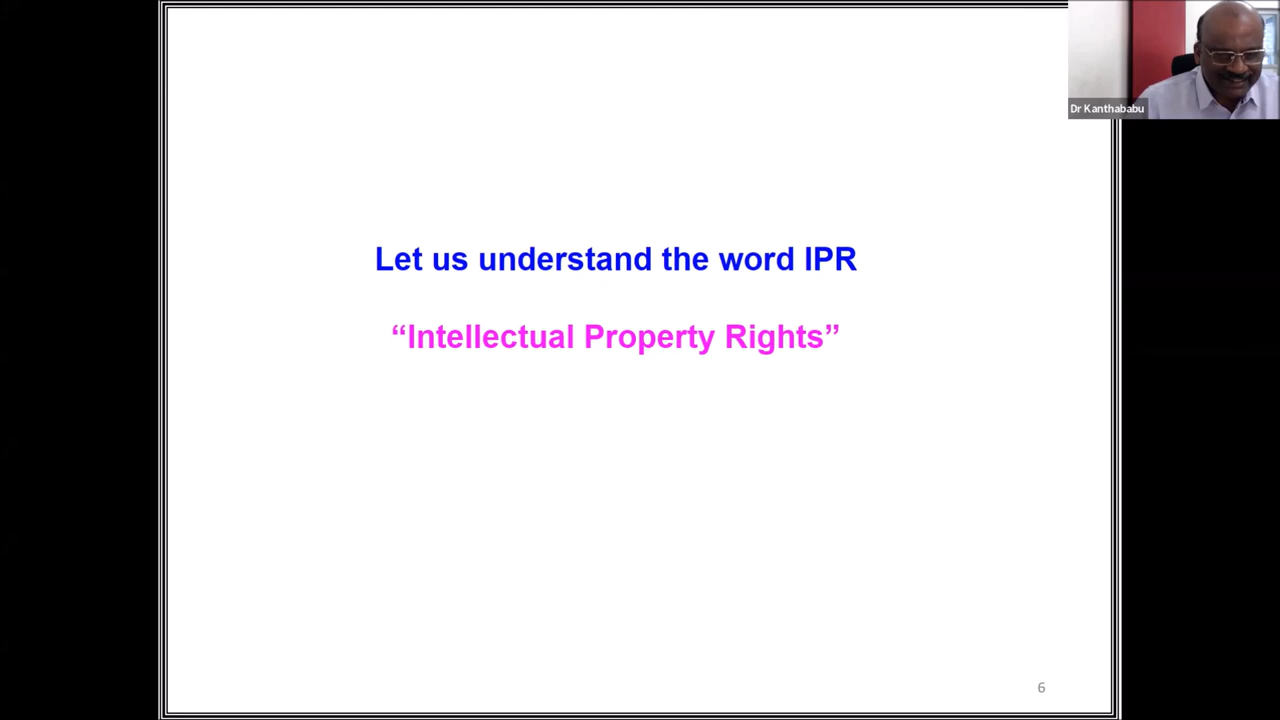 Dr Kanthababu
Let us understand the word IPR
“Intellectual Property Rights”
6